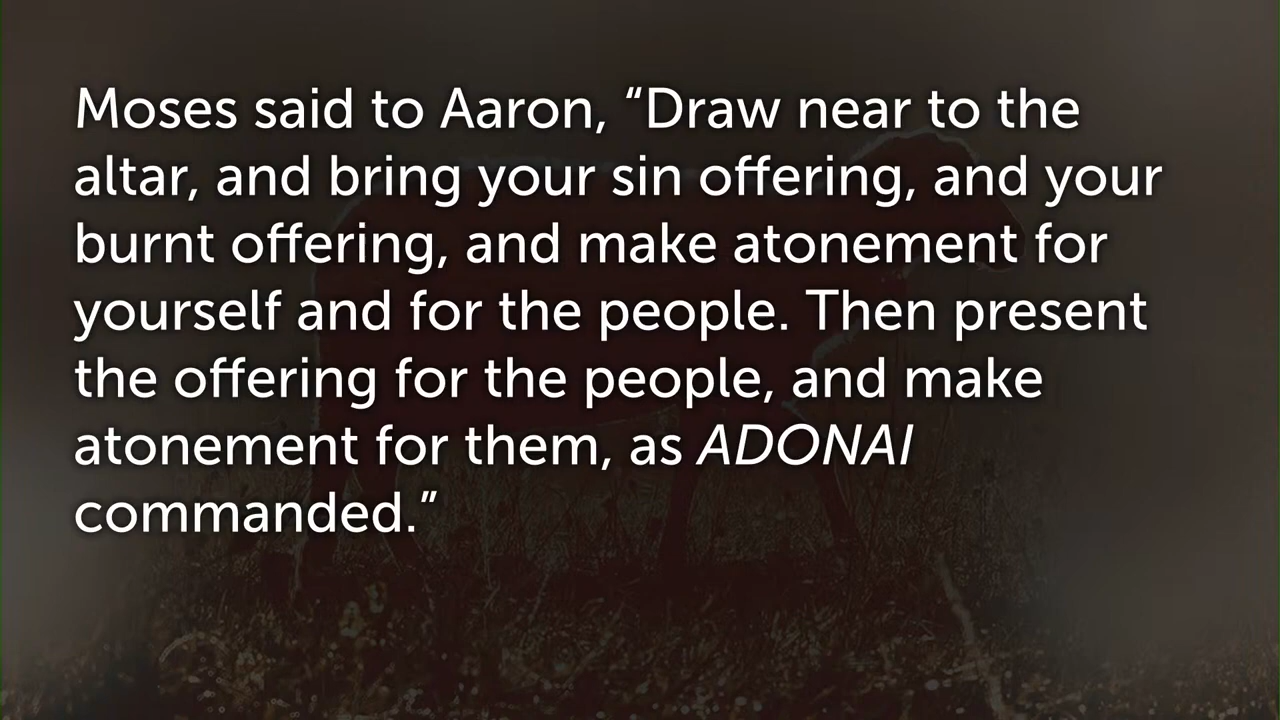 Moses said to Aaron, “Draw near to the
altar, and bring your sin offering, and your
burnt offering, and make atonement for
yourself and for the people. Then present
the offering for the people, and make
atonement for them, as ADONAI
commanded.”